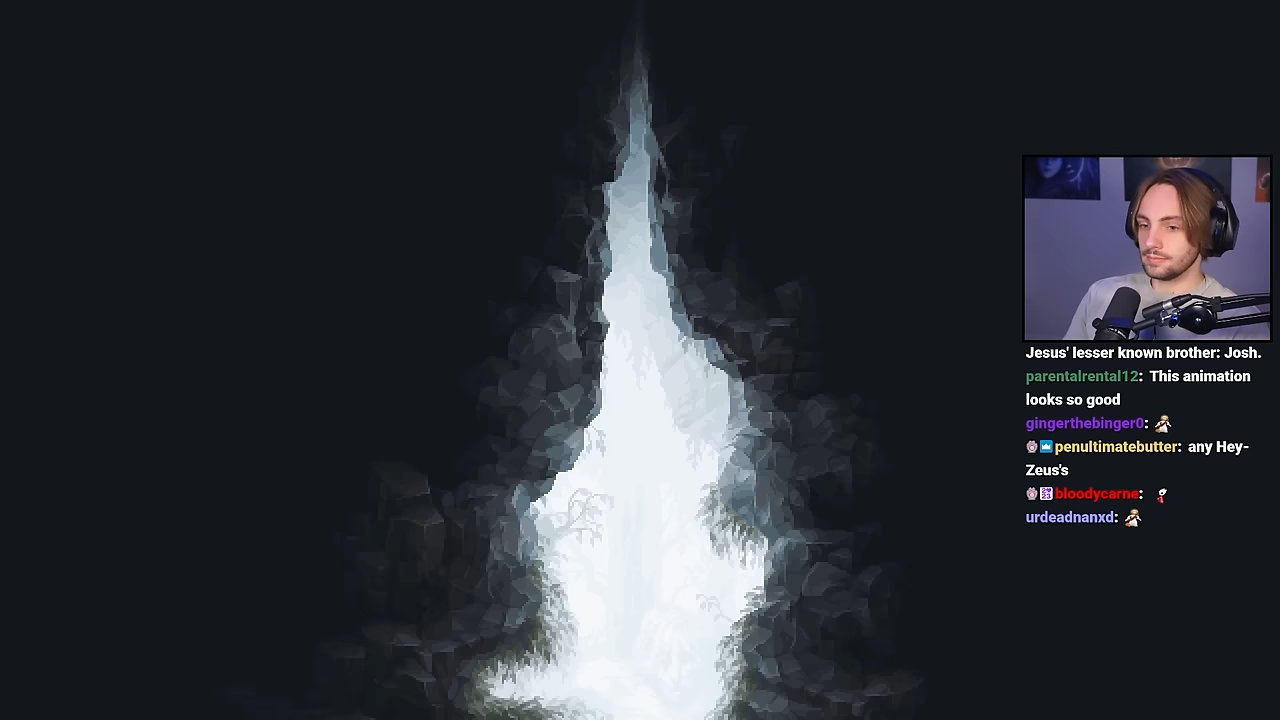 Jesus' lesser known brother: Josh.
parentalrental12: This animation
looks so good
gingerthebinger0:
penultimatebutter: any Hey-
Zeus's
bloodycarne:
urdeadnanxd: